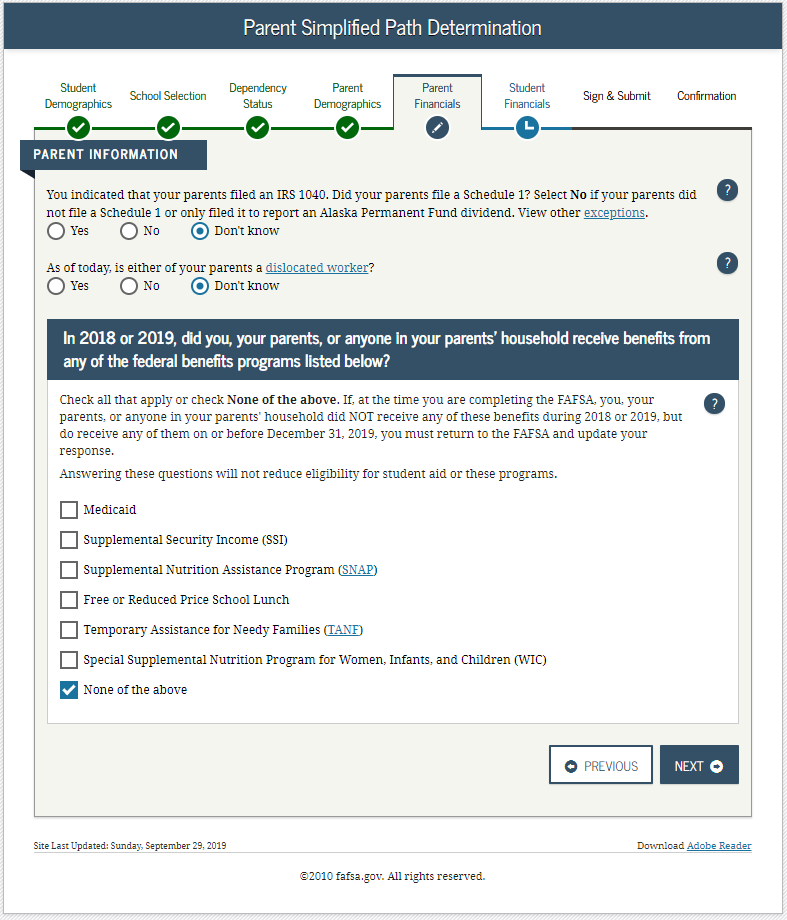 Parent Simplified Path Determination
Student
Demographics
School Selection
Dependency
Status
Parent
Demographics
Parent
Financials
Student
Financials
Sign & Submit
Confirmation
PARENT INFORMATION
You indicated that your parents filed an IRS 1040. Did your parents file a Schedule 1? Select No if your parents did
not file a Schedule 1 or only filed it to report an Alaska Permanent Fund dividend. View other exceptions.
?
Yes No Don't know
As of today, is either of your parents a dislocated worker?
?
Yes No Don't know
In 2018 or 2019, did you, your parents, or anyone in your parents' household receive benefits from
any of the federal benefits programs listed below?
Check all that apply or check None of the above. If, at the time you are completing the FAFSA, you, your
parents, or anyone in your parents' household did NOT receive any of these benefits during 2018 or 2019, but
do receive any of them on or before December 31, 2019, you must return to the FAFSA and update your
response.
?
Answering these questions will not reduce eligibility for student aid or these programs.
Medicaid
Supplemental Security Income (SSI)
Supplemental Nutrition Assistance Program (SNAP)
Free or Reduced Price School Lunch
Temporary Assistance for Needy Families (TANF)
Special Supplemental Nutrition Program for Women, Infants, and Children (WIC)
None of the above
PREVIOUS
NEXT
Site Last Updated: Sunday, September 29, 2019
Download Adobe Reader
©2010 fafsa.gov. All rights reserved.